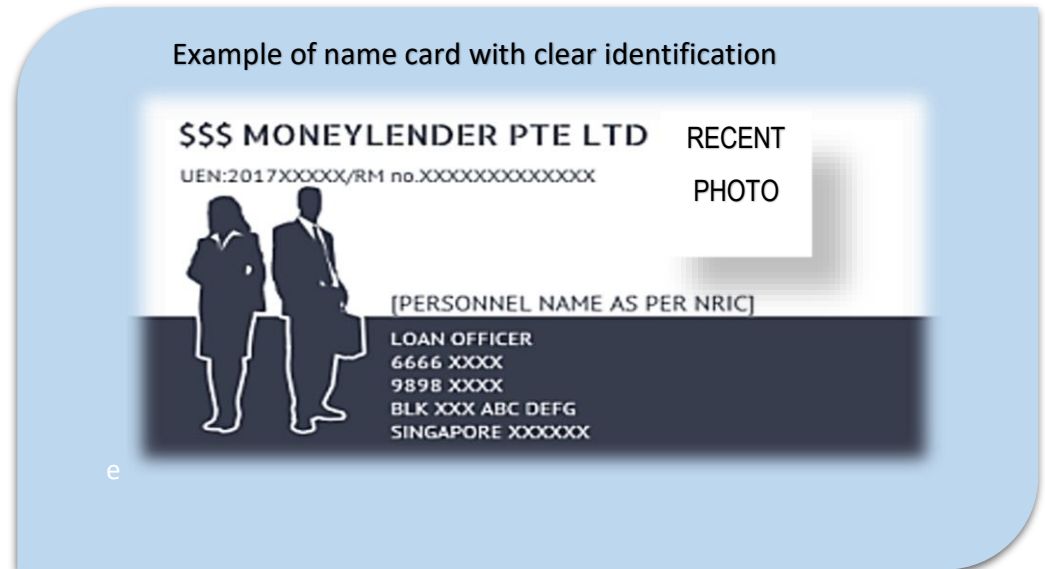 Example of name card with clear identification
$$$ MONEYLENDER PTE LTD
RECENT
PHOTO
UEN:2017XXXXX/RM no.XXXXXXXXXXXXX
[PERSONNEL NAME AS PER NRIC]
LOAN OFFICER
6666 XXXX
9898 XXXX
BLK XXX ABC DEFG
SINGAPORE XXXXXX
e